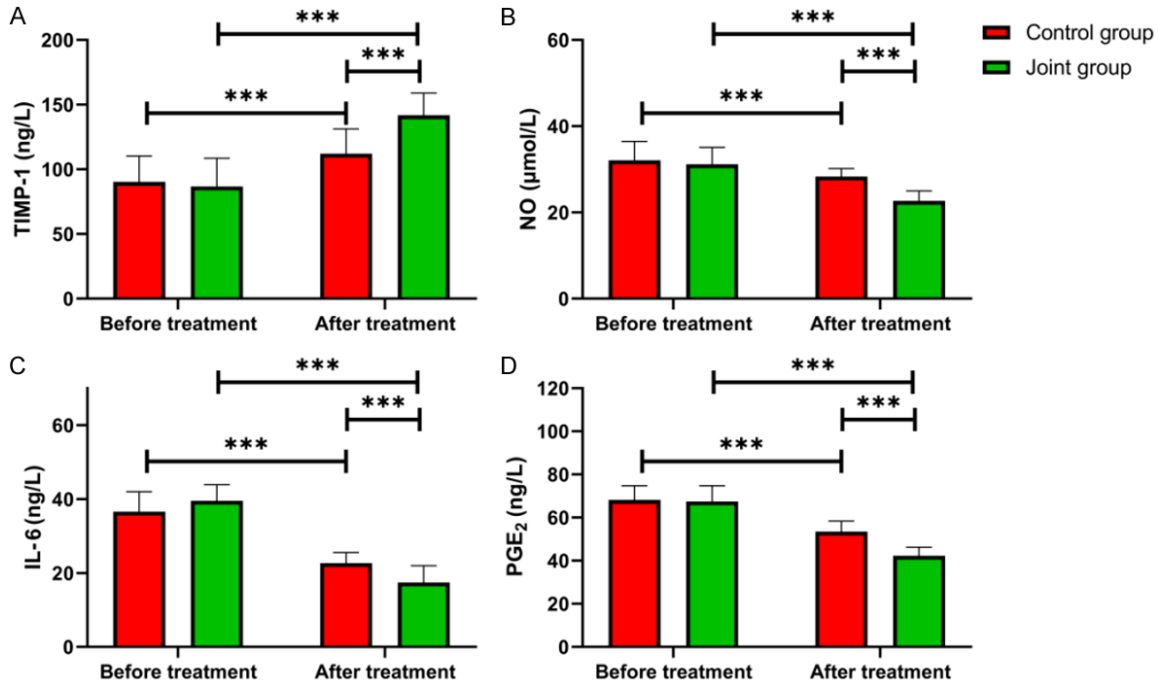 A
TIMP-1 (ng/L)
200
150
100
50
0
***
***
***
Before treatment
After treatment
B
NO (μmol/L)
60
40
20
0
***
***
***
Before treatment
After treatment
Control group
Joint group
C
IL-6 (ng/L)
60
40
20
0
***
***
***
Before treatment
After treatment
D
PGE₂ (ng/L)
120
100
80
60
40
20
0
***
***
***
Before treatment
After treatment